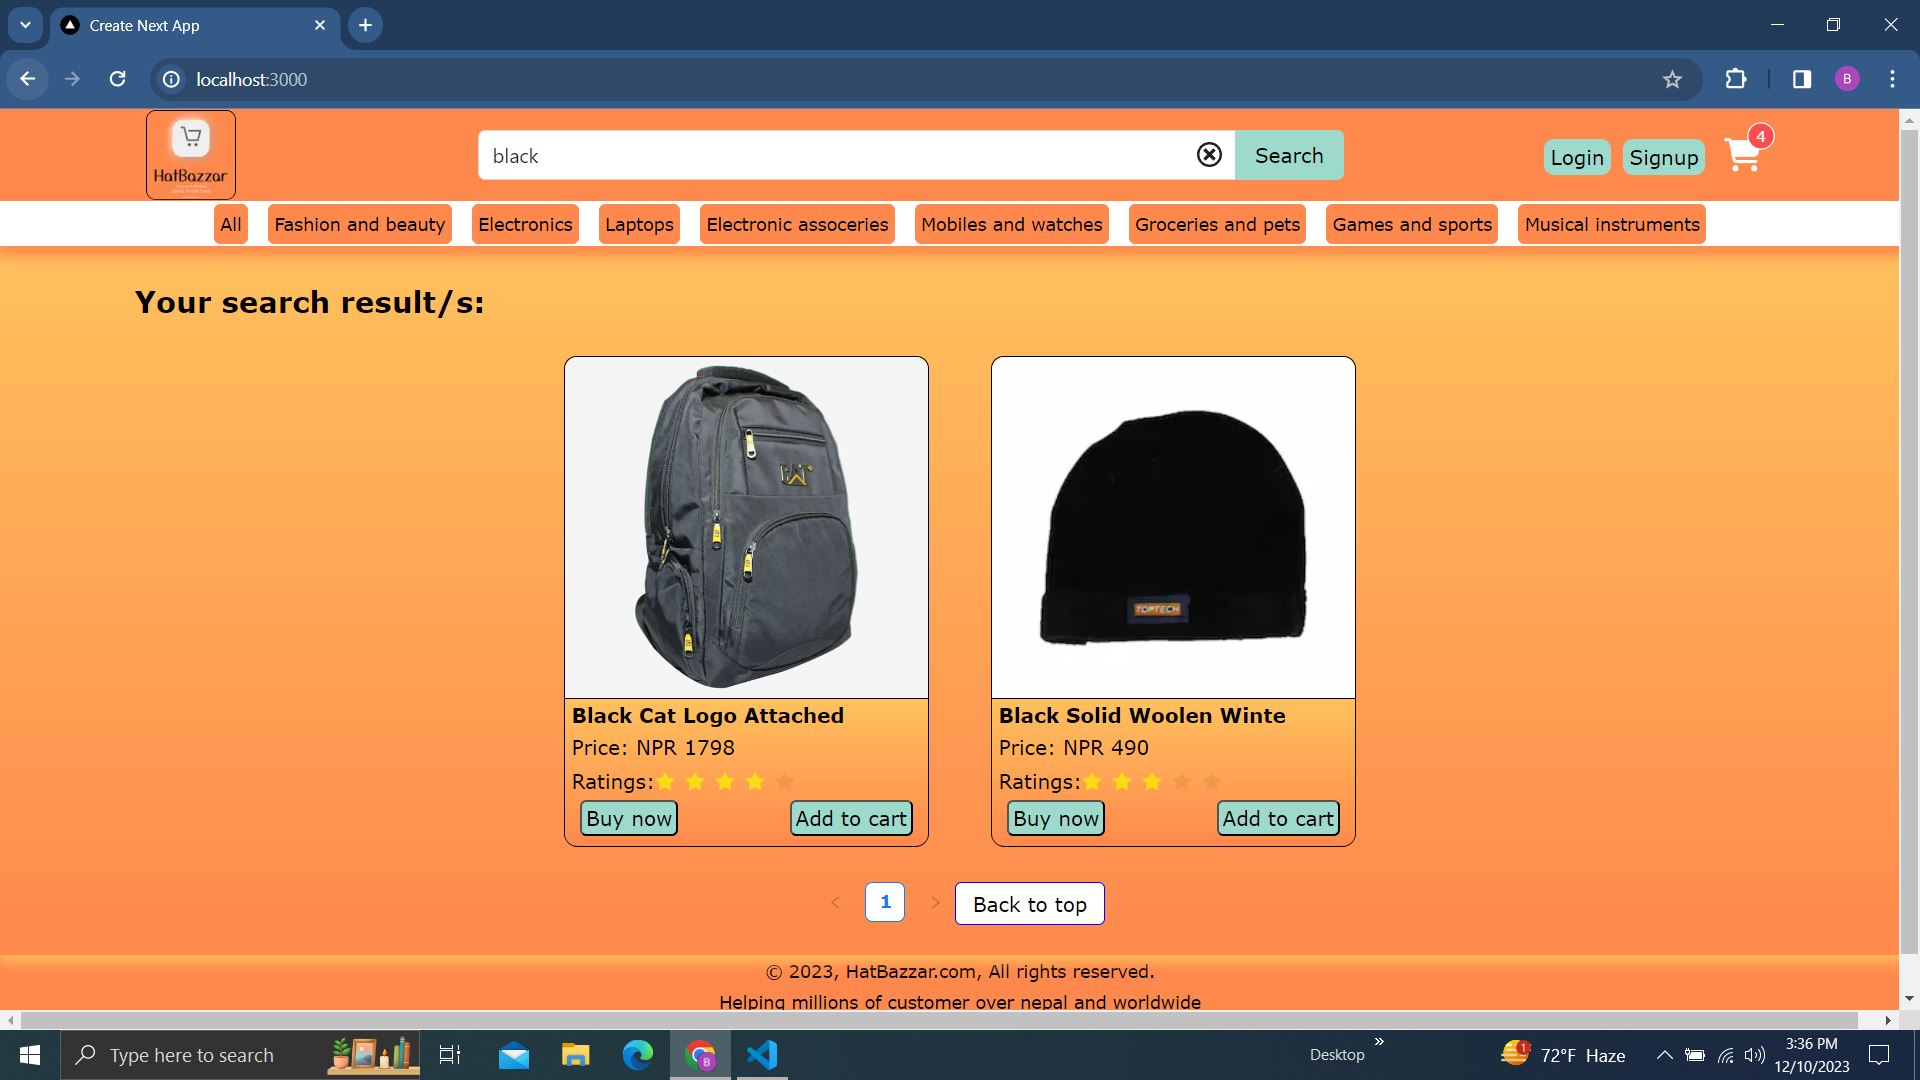 Create Next App
localhost:3000
B
HatBazzar
black
Search
Login
Signup
4
All
Fashion and beauty
Electronics
Laptops
Electronic assoceries
Mobiles and watches
Groceries and pets
Games and sports
Musical instruments
Your search result/s:
CAT
TOPTECH
Black Cat Logo Attached
Price: NPR 1798
Ratings:
Buy now
Add to cart
Black Solid Woolen Winte
Price: NPR 490
Ratings:
Buy now
Add to cart
1
Back to top
© 2023, HatBazzar.com, All rights reserved.
Helping millions of customer over nepal and worldwide
Type here to search
B
Desktop
1
72°F Haze
3:36 PM
12/10/2023